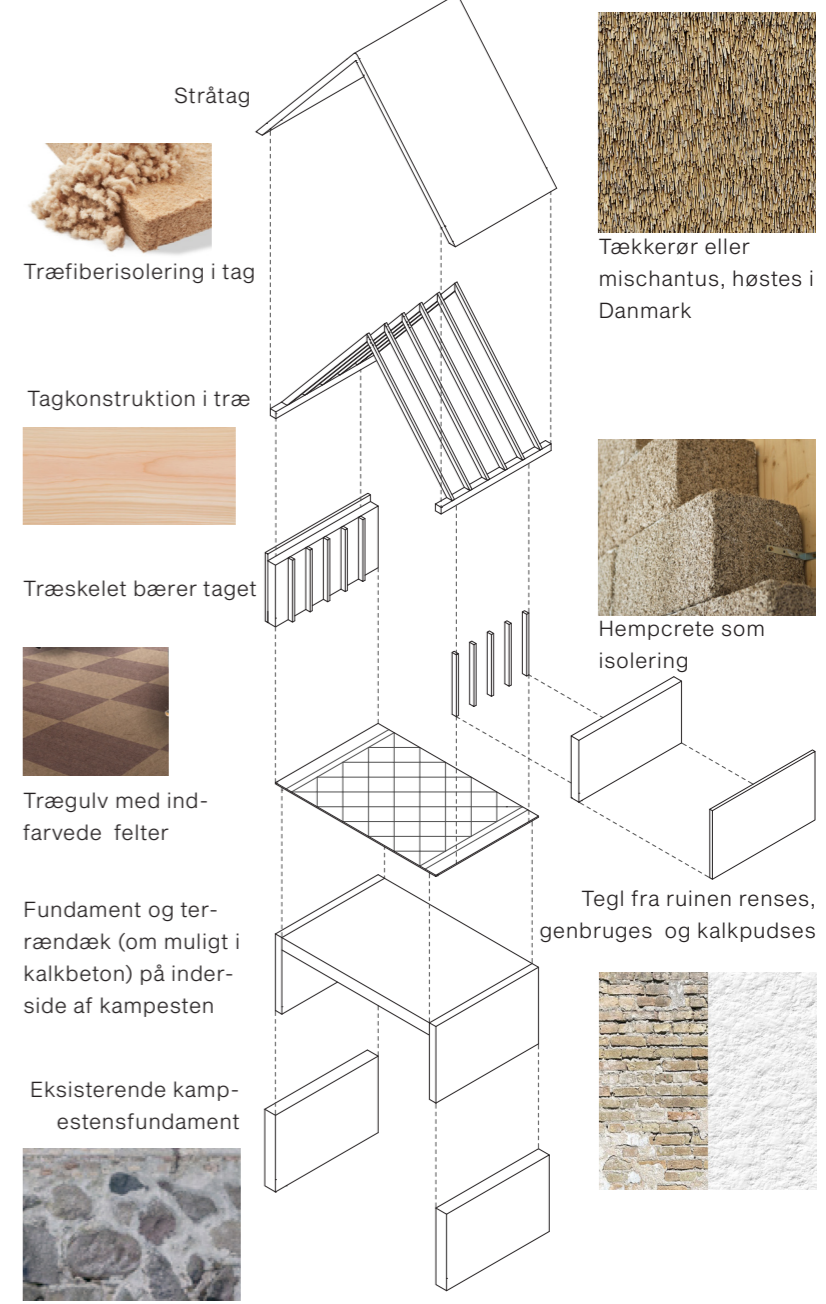 Stråtag
Træfiberisolering i tag
Tækkerør eller
mischantus, høstes i
Danmark
Tagkonstruktion i træ
Træskelet bærer taget
Hempcrete som
isolering
Trægulv med ind-
farvede felter
Tegl fra ruinen renses,
genbruges og kalkpudses
Fundament og ter-
rændæk (om muligt i
kalkbeton) på inder-
side af kampesten
Eksisterende kamp-
estensfundament